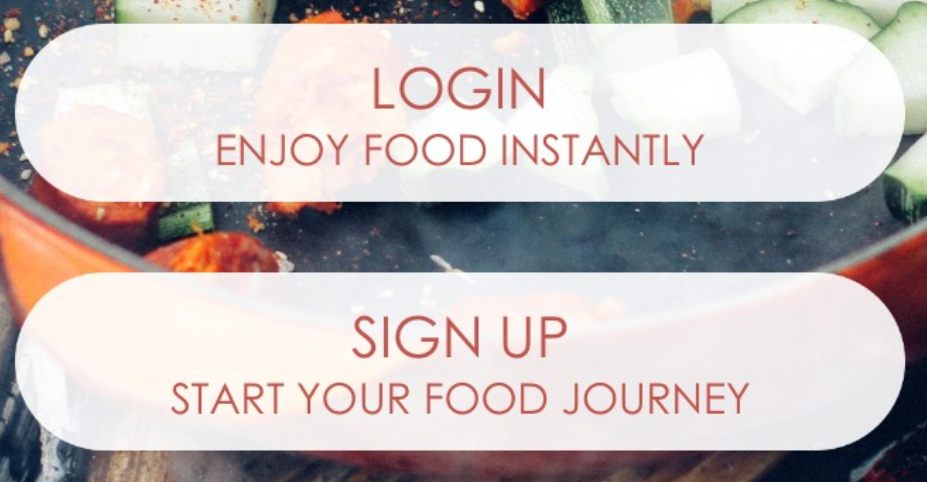 LOGIN
ENJOY FOOD INSTANTLY
SIGN UP
START YOUR FOOD JOURNEY